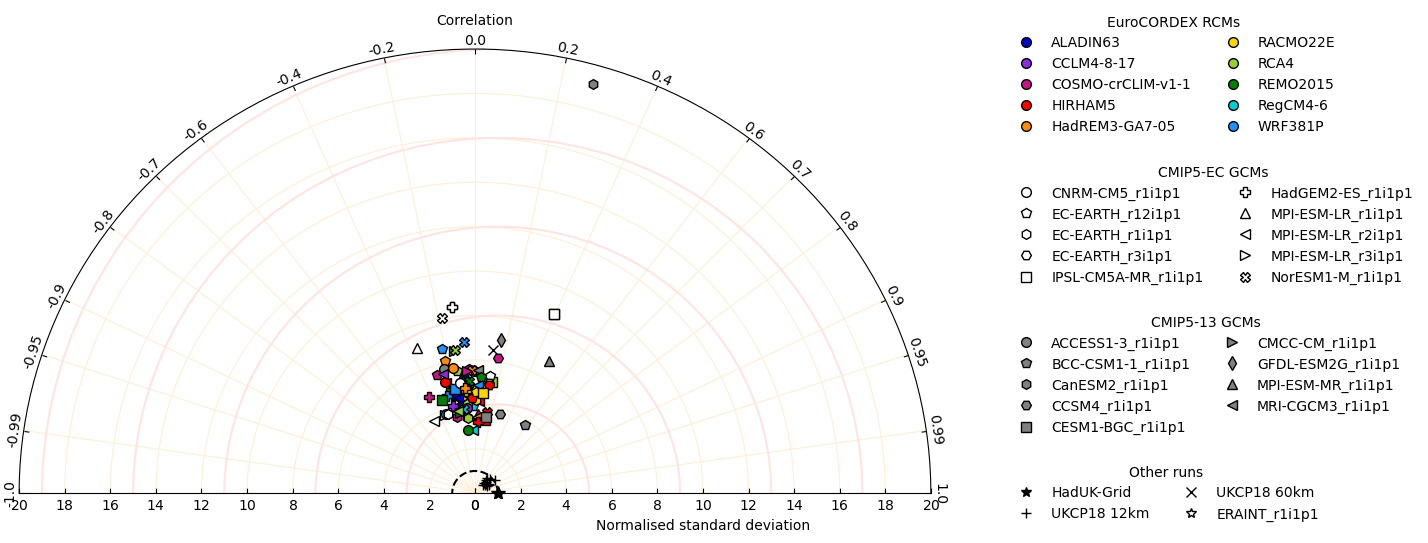 Correlation
-1.0
-0.99
-0.95
-0.9
-0.8
-0.7
-0.6
-0.4
-0.2
0.0
0.2
0.4
0.6
0.7
0.8
0.9
0.95
0.99
1.0
20 18 16 14 12 10 8 6 4 2 0 2 4 6 8 10 12 14 16 18 20
Normalised standard deviation
EuroCORDEX RCMs
ALADIN63 RACMO22E
CCLM4-8-17 RCA4
COSMO-crCLIM-v1-1 REMO2015
HIRHAM5 RegCM4-6
HadREM3-GA7-05 WRF381P
CMIP5-EC GCMs
CNRM-CM5_r1i1p1 HadGEM2-ES_r1i1p1
EC-EARTH_r12i1p1 MPI-ESM-LR_r1i1p1
EC-EARTH_r1i1p1 MPI-ESM-LR_r2i1p1
EC-EARTH_r3i1p1 MPI-ESM-LR_r3i1p1
IPSL-CM5A-MR_r1i1p1 NorESM1-M_r1i1p1
CMIP5-13 GCMs
ACCESS1-3_r1i1p1 CMCC-CM_r1i1p1
BCC-CSM1-1_r1i1p1 GFDL-ESM2G_r1i1p1
CanESM2_r1i1p1 MPI-ESM-MR_r1i1p1
CCSM4_r1i1p1 MRI-CGCM3_r1i1p1
CESM1-BGC_r1i1p1
Other runs
HadUK-Grid UKCP18 60km
UKCP18 12km ERAINT_r1i1p1